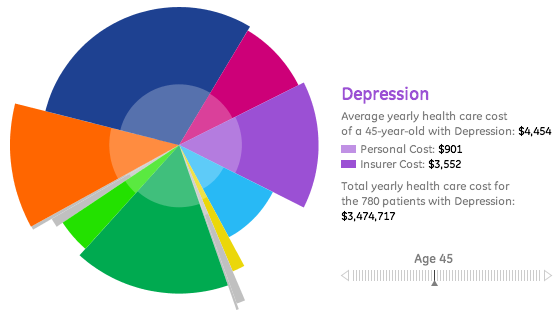 Depression
Average yearly health care cost
of a 45-year-old with Depression: $4,454
Personal Cost: $901
Insurer Cost: $3,552
Total yearly health care cost for
the 780 patients with Depression:
$3,474,717
Age 45